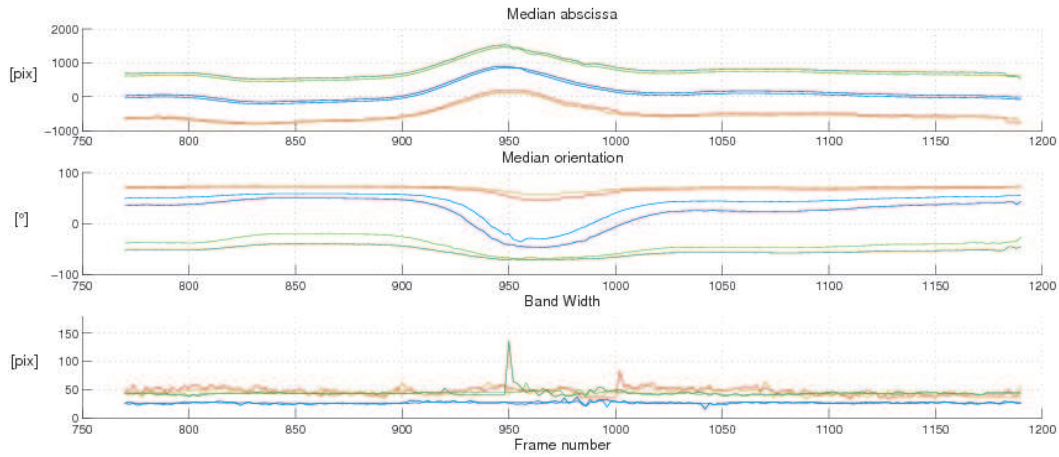 Median abscissa
2000
[pix]
1000
0
−1000
750 800 850 900 950 1000 1050 1100 1150 1200
Median orientation
100
[°]
0
−100
750 800 850 900 950 1000 1050 1100 1150 1200
Band Width
150
[pix]
100
50
0
750 800 850 900 950 1000 1050 1100 1150 1200
Frame number